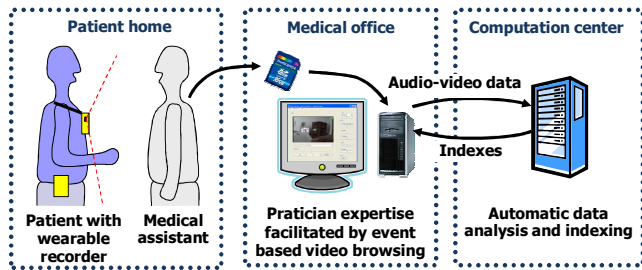 Patient home
Medical office
Computation center
Audio-video data
Indexes
Patient with
wearable
recorder
Medical
assistant
Pratician expertise
facilitated by event
based video browsing
Automatic data
analysis and indexing